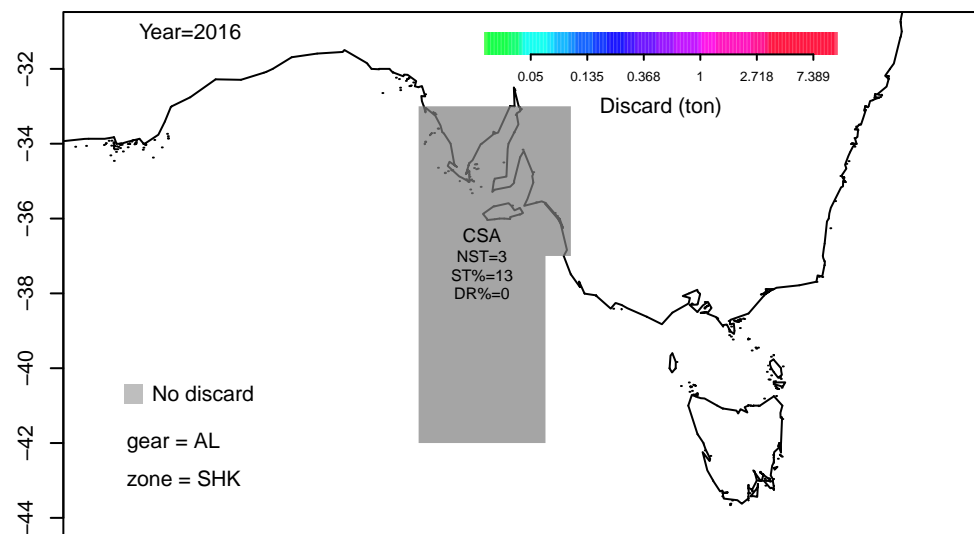 Year=2016
0.05 0.135 0.368 1 2.718 7.389
Discard (ton)
−32
−34
−36
−38
−40
−42
−44
CSA
NST=3
ST%=13
DR%=0
No discard
gear = AL
zone = SHK